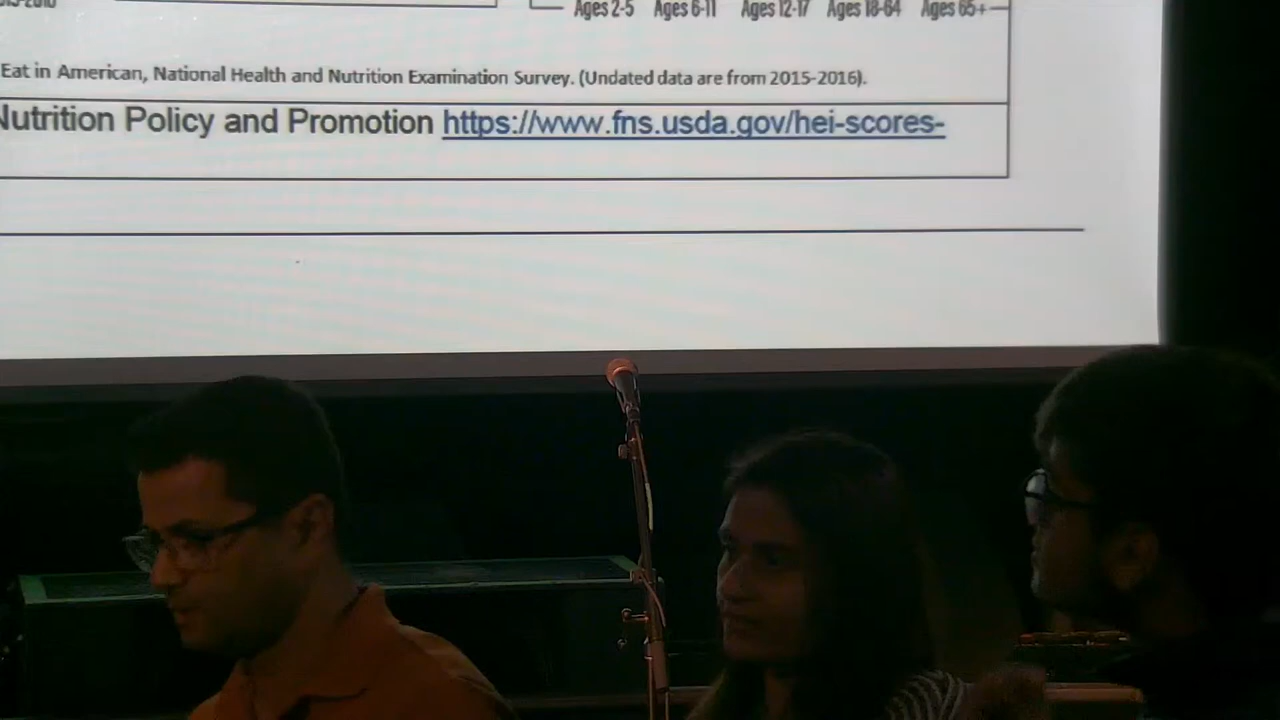 Ages 2-5 Ages 6-11 Ages 12-17 Ages 18-64 Ages 65+
Eat in American, National Health and Nutrition Examination Survey. (Undated data are from 2015-2016).
Nutrition Policy and Promotion https://www.fns.usda.gov/hei-scores-